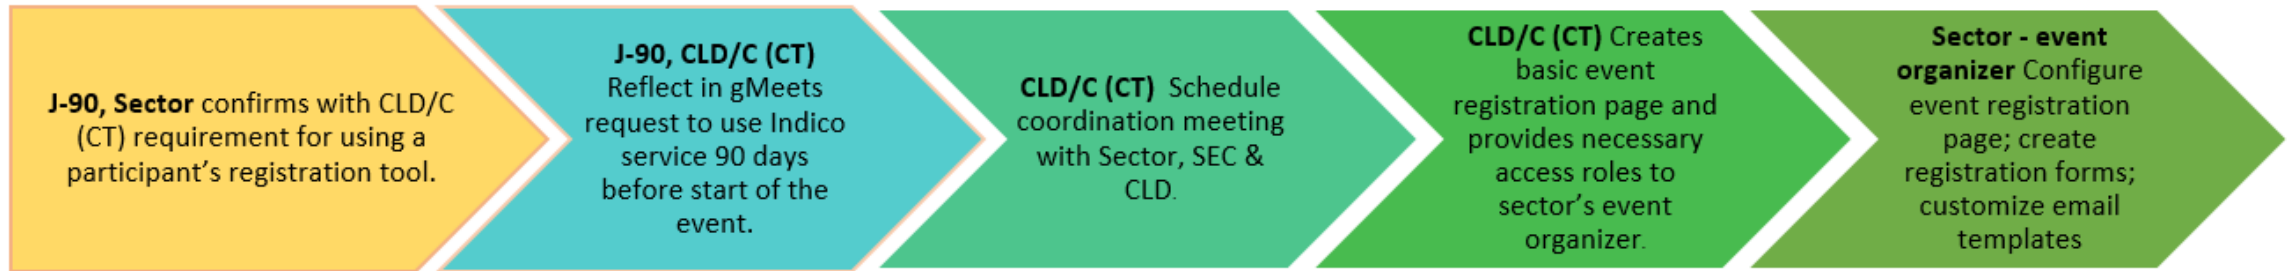 J-90, Sector confirms with CLD/C
(CT) requirement for using a
participant’s registration tool.
J-90, CLD/C (CT)
Reflect in gMeets
request to use Indico
service 90 days
before start of the
event.
CLD/C (CT)  Schedule
coordination meeting
with Sector, SEC &
CLD.
CLD/C (CT) Creates
basic event
registration page and
provides necessary
access roles to
sector’s event
organizer.
Sector - event
organizer Configure
event registration
page; create
registration forms;
customize email
templates